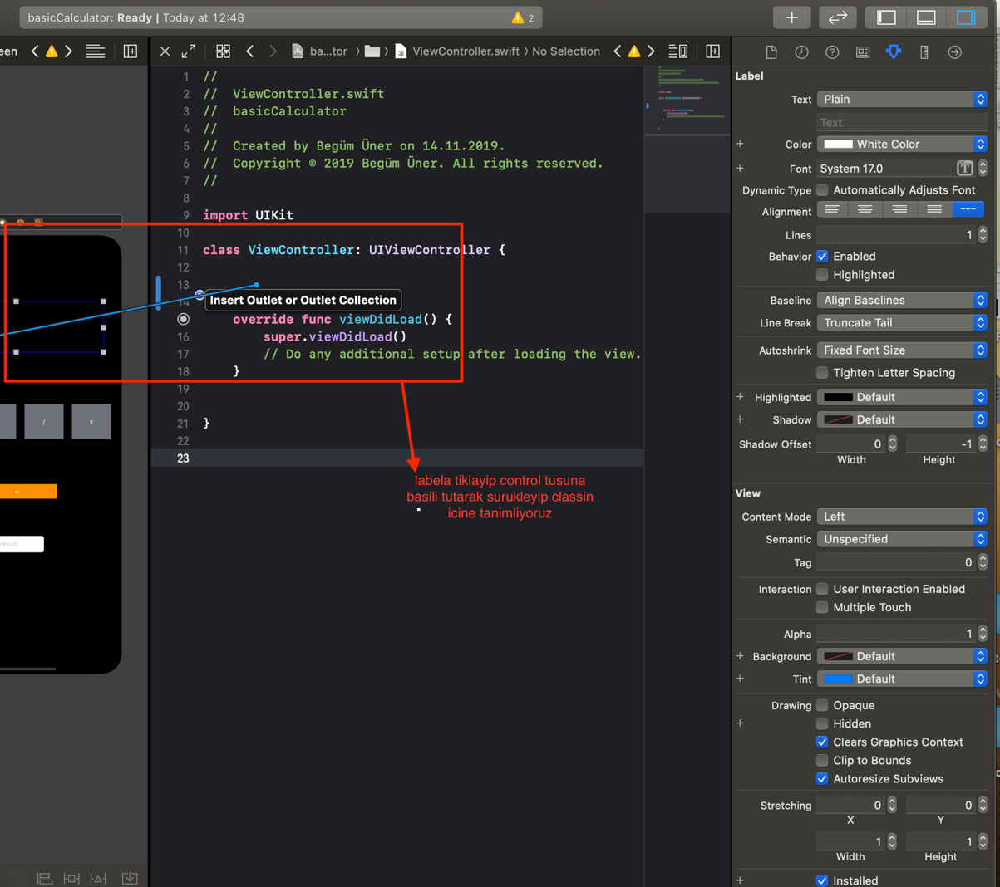 basicCalculator: Ready | Today at 12:48
2
een
ba...tor
ViewController.swift
No Selection
1 //
2 // ViewController.swift
3 // basicCalculator
4 //
5 // Created by Begüm Üner on 14.11.2019.
6 // Copyright © 2019 Begüm Üner. All rights reserved.
7 //
8
9 import UIKit
10
11 class ViewController: UIViewController {
12
13
14
Insert Outlet or Outlet Collection
override func viewDidLoad() {
16 super.viewDidLoad()
17 // Do any additional setup after loading the view.
18 }
19
20
21 }
22
23
/
x
=
result
labela tiklayip control tusuna
basili tutarak surukleyip classin
icine tanimliyoruz
Label
Text Plain
Text
Color White Color
Font System 17.0
Dynamic Type Automatically Adjusts Font
Alignment
Lines 1
Behavior Enabled
Highlighted
Baseline Align Baselines
Line Break Truncate Tail
Autoshrink Fixed Font Size
Tighten Letter Spacing
Highlighted Default
Shadow Default
Shadow Offset 0 -1
Width Height
View
Content Mode Left
Semantic Unspecified
Tag 0
Interaction User Interaction Enabled
Multiple Touch
Alpha 1
Background Default
Tint Default
Drawing Opaque
Hidden
Clears Graphics Context
Clip to Bounds
Autoresize Subviews
Stretching 0 0
X Y
1 1
Width Height
Installed